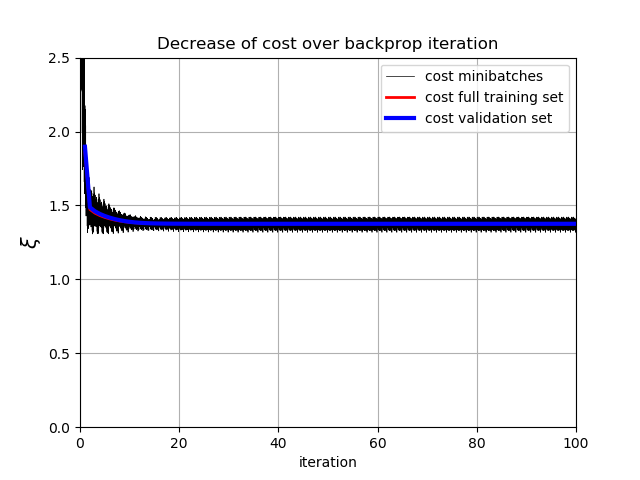 Decrease of cost over backprop iteration
cost minibatches
cost full training set
cost validation set
2.5
2.0
1.5
1.0
0.5
0.0
ξ
0 20 40 60 80 100
iteration